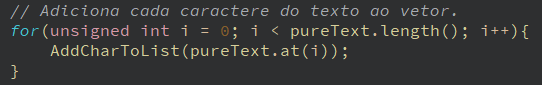 // Adiciona cada caractere do texto ao vetor.
for(unsigned int i = 0; i < pureText.length(); i++){
    AddCharToList(pureText.at(i));
}